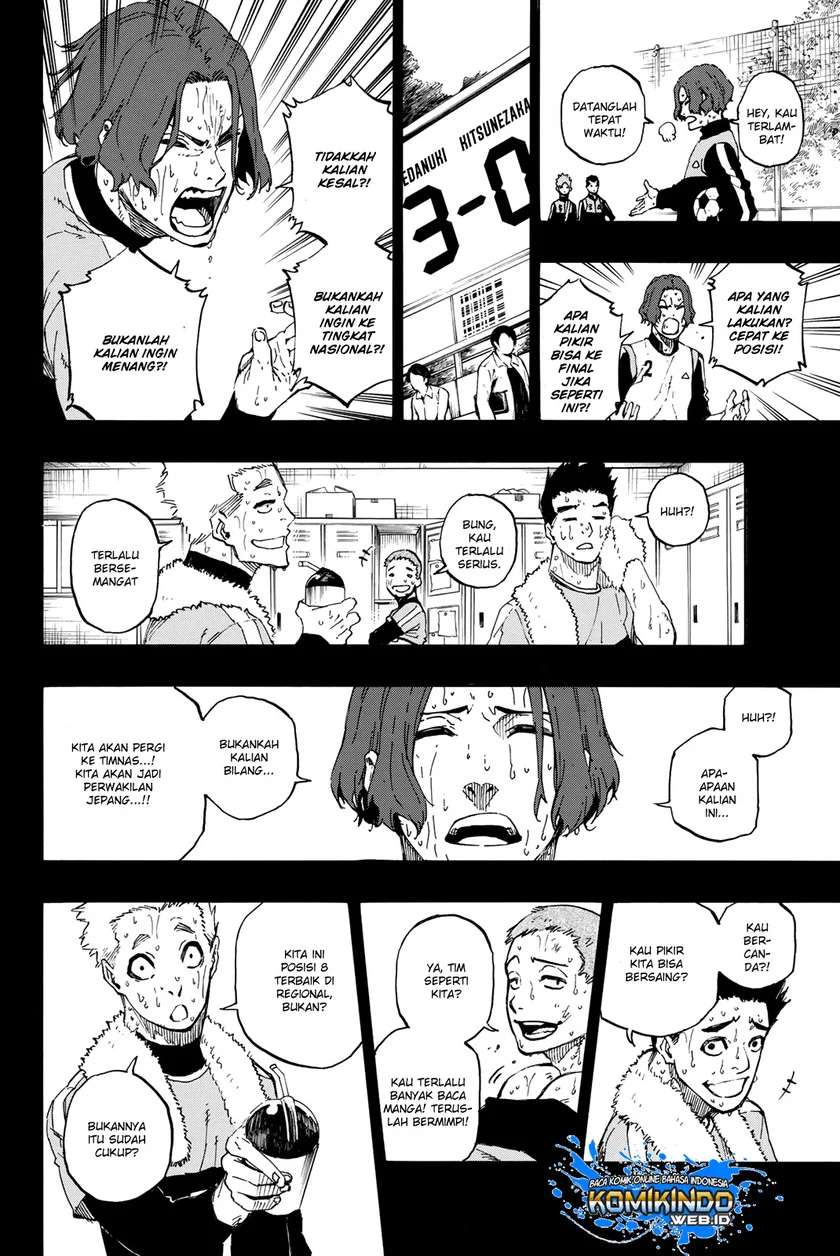 HEY, KAU
TERLAM-
BAT!
DATANGLAH
TEPAT
WAKTU!
APA YANG
KALIAN
LAKUKAN?
CEPAT KE
POSISI!
APA
KALIAN
PIKIR
BISA KE
FINAL
JIKA
SEPERTI
INI?!
2
EDANUKI KITSUNEZAKA
3-0
TIDAKKAH
KALIAN
KESAL?!
BUKANKAH
KALIAN
INGIN KE
TINGKAT
NASIONAL?!
BUKANLAH
KALIAN INGIN
MENANG?!
HUH?!
BUNG,
KAU
TERLALU
SERIUS.
TERLALU
BERSE-
MANGAT
HUH?!
APA-
APAAN
KALIAN
INI...
BUKANKAH
KALIAN
BILANG...
KITA AKAN PERGI
KE TIMNAS...!
KITA AKAN JADI
PERWAKILAN
JEPANG...!!
KAU
BER-
CAN-
DA?!
KAU PIKIR
KITA BISA
BERSAING?
YA, TIM
SEPERTI
KITA?
KAU TERLALU
BANYAK BACA
MANGA! TERUS-
LAH BERMIMPI!
KITA INI
POSISI 8
TERBAIK DI
REGIONAL,
BUKAN?
BUKANNYA
ITU SUDAH
CUKUP?
BACA KOMIK ONLINE BAHASA INDONESIA
KOMIKINDO
WEB.ID